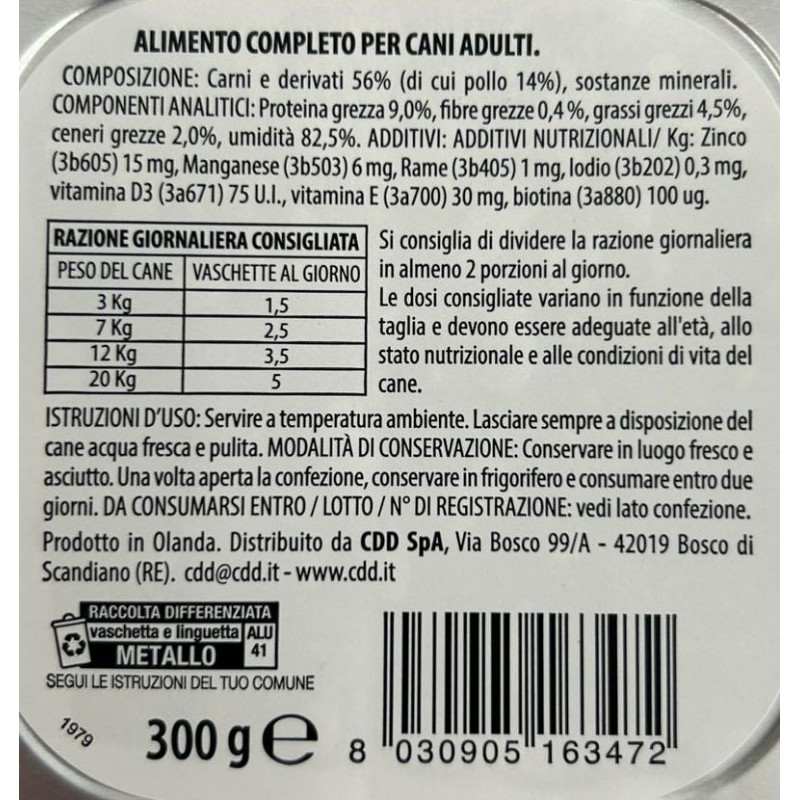 ALIMENTO COMPLETO PER CANI ADULTI.
COMPOSIZIONE: Carni e derivati 56% (di cui pollo 14%), sostanze minerali.
COMPONENTI ANALITICI: Proteina grezza 9,0%, fibre grezze 0,4%, grassi grezzi 4,5%,
ceneri grezze 2,0%, umidità 82,5%. ADDITIVI: ADDITIVI NUTRIZIONALI/ Kg: Zinco
(3b605) 15 mg, Manganese (3b503) 6 mg, Rame (3b405) 1 mg, Iodio (3b202) 0,3 mg,
vitamina D3 (3a671) 75 U.I., vitamina E (3a700) 30 mg, biotina (3a880) 100 ug.
RAZIONE GIORNALIERA CONSIGLIATA
PESO DEL CANE VASCHETTE AL GIORNO
3 Kg 1,5
7 Kg 2,5
12 Kg 3,5
20 Kg 5
Si consiglia di dividere la razione giornaliera
in almeno 2 porzioni al giorno.
Le dosi consigliate variano in funzione della
taglia e devono essere adeguate all'età, allo
stato nutrizionale e alle condizioni di vita del
cane.
ISTRUZIONI D'USO: Servire a temperatura ambiente. Lasciare sempre a disposizione del
cane acqua fresca e pulita. MODALITÀ DI CONSERVAZIONE: Conservare in luogo fresco e
asciutto. Una volta aperta la confezione, conservare in frigorifero e consumare entro due
giorni. DA CONSUMARSI ENTRO / LOTTO / N° DI REGISTRAZIONE: vedi lato confezione.
Prodotto in Olanda. Distribuito da CDD SpA, Via Bosco 99/A - 42019 Bosco di
Scandiano (RE). cdd@cdd.it - www.cdd.it
RACCOLTA DIFFERENZIATA
vaschetta e linguetta ALU
METALLO 41
SEGUI LE ISTRUZIONI DEL TUO COMUNE
1979
300 g e
8 030905 163472